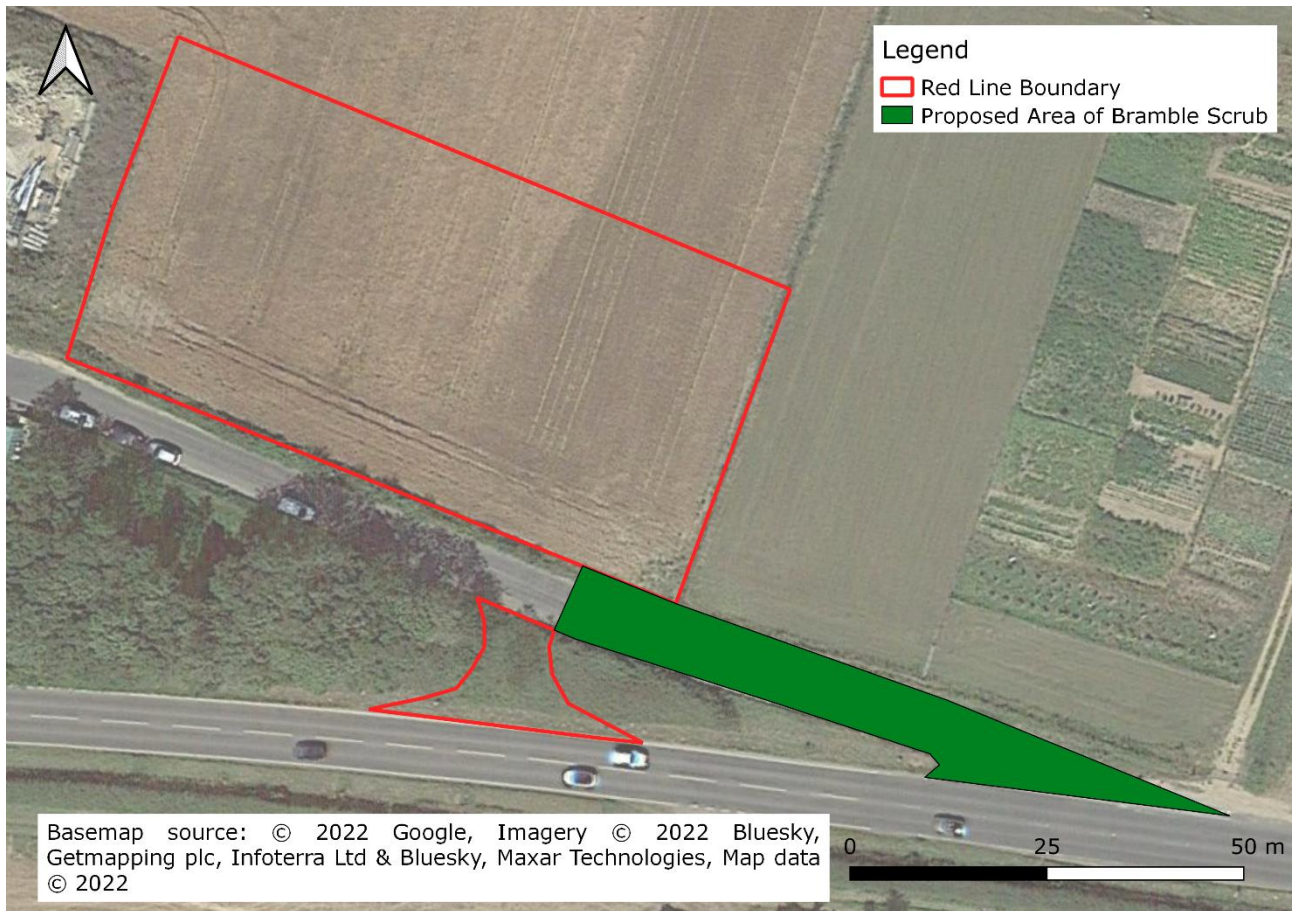 Legend
Red Line Boundary
Proposed Area of Bramble Scrub
Basemap source: © 2022 Google, Imagery © 2022 Bluesky,
Getmapping plc, Infoterra Ltd & Bluesky, Maxar Technologies, Map data
© 2022
0 25 50 m